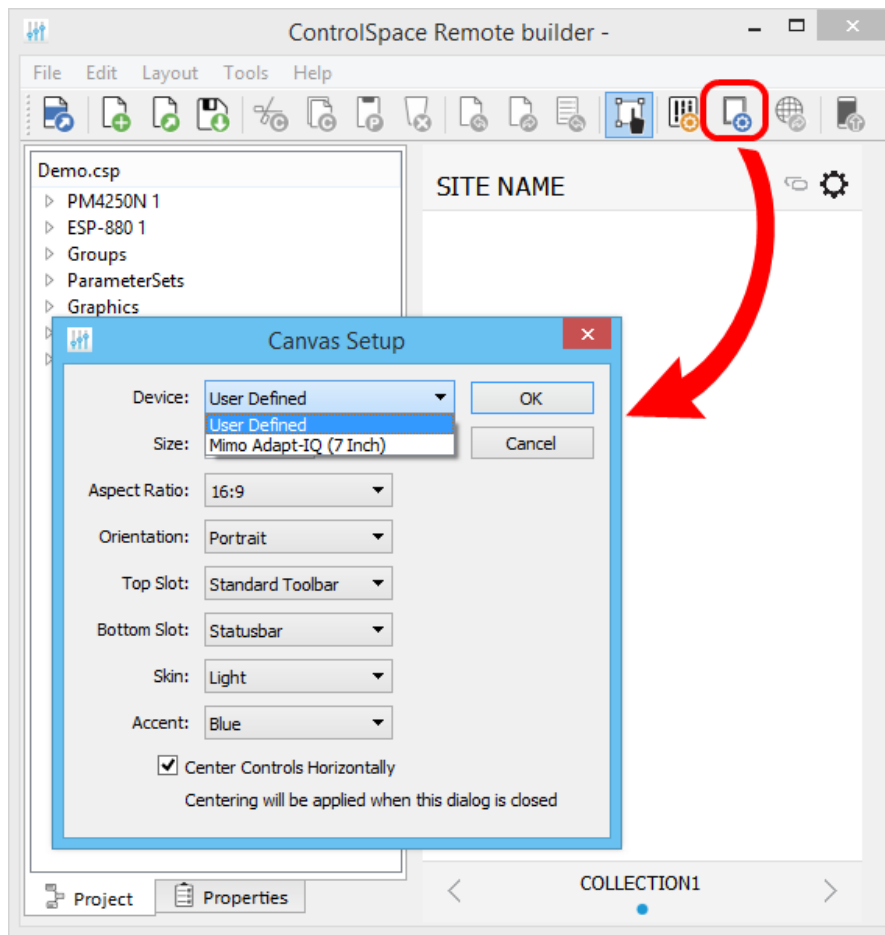 ControlSpace Remote builder -
File Edit Layout Tools Help
Demo.csp
PM4250N 1
ESP-880 1
Groups
ParameterSets
Graphics
SITE NAME
Canvas Setup
Device: User Defined
OK
User Defined
Mimo Adapt-IQ (7 Inch)
Size:
Cancel
Aspect Ratio: 16:9
Orientation: Portrait
Top Slot: Standard Toolbar
Bottom Slot: Statusbar
Skin: Light
Accent: Blue
Center Controls Horizontally
Centering will be applied when this dialog is closed
Project
Properties
COLLECTION1